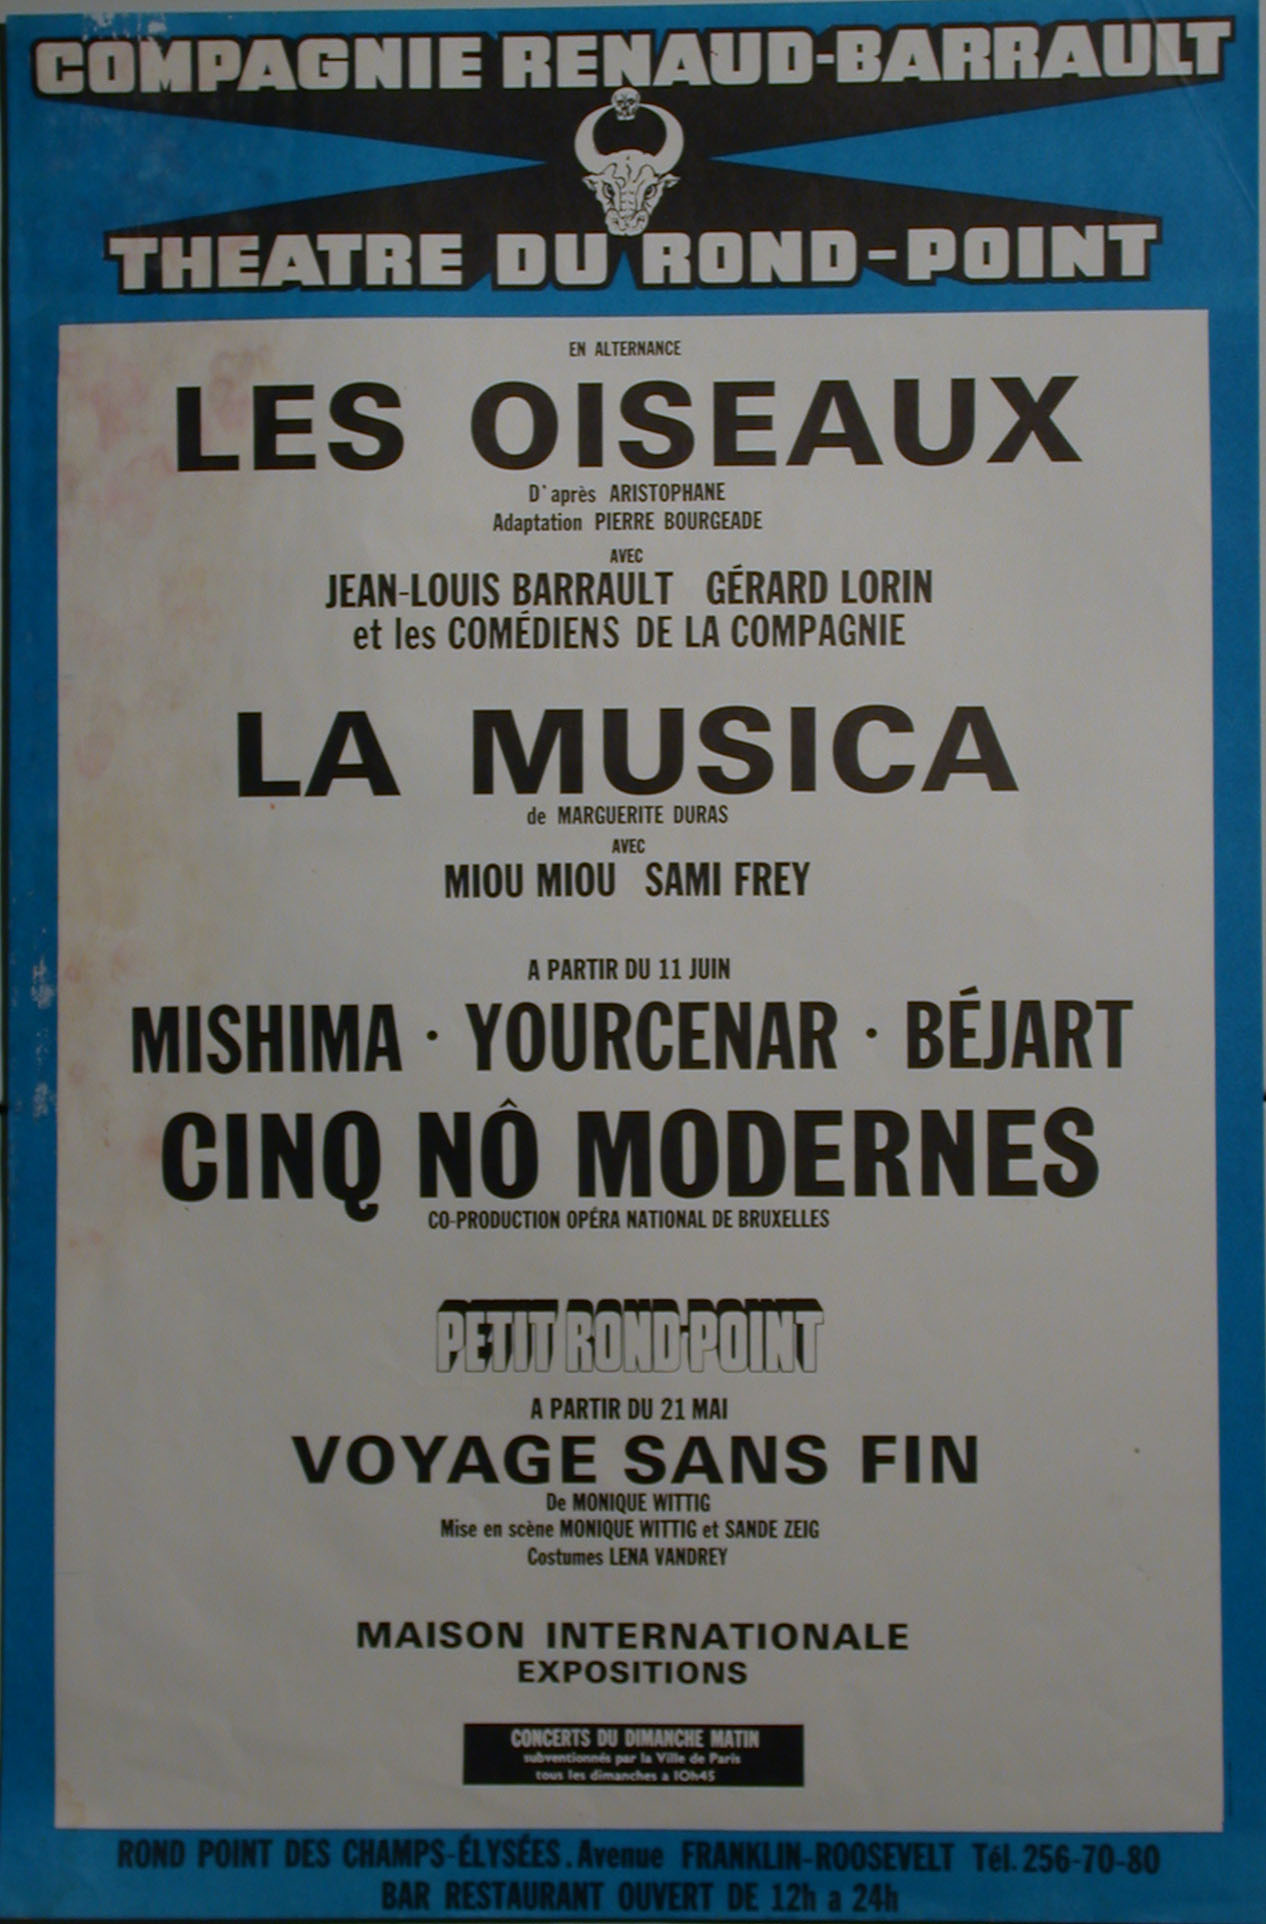 COMPAGNIE RENAUD-BARRAULT
THEATRE DU ROND-POINT
EN ALTERNANCE
LES OISEAUX
D'après ARISTOPHANE
Adaptation PIERRE BOURGEADE
AVEC
JEAN-LOUIS BARRAULT GÉRARD LORIN
et les COMÉDIENS DE LA COMPAGNIE
LA MUSICA
de MARGUERITE DURAS
AVEC
MIOU MIOU SAMI FREY
A PARTIR DU 11 JUIN
MISHIMA · YOURCENAR · BÉJART
CINQ NÔ MODERNES
CO-PRODUCTION OPÉRA NATIONAL DE BRUXELLES
PETIT ROND-POINT
A PARTIR DU 21 MAI
VOYAGE SANS FIN
De MONIQUE WITTIG
Mise en scène MONIQUE WITTIG et SANDE ZEIG
Costumes LENA VANDREY
MAISON INTERNATIONALE
EXPOSITIONS
CONCERTS DU DIMANCHE MATIN
subventionnés par la Ville de Paris
tous les dimanches a 10h45
ROND POINT DES CHAMPS-ÉLYSÉES. Avenue FRANKLIN-ROOSEVELT Tél. 256-70-80
BAR RESTAURANT OUVERT DE 12h a 24h